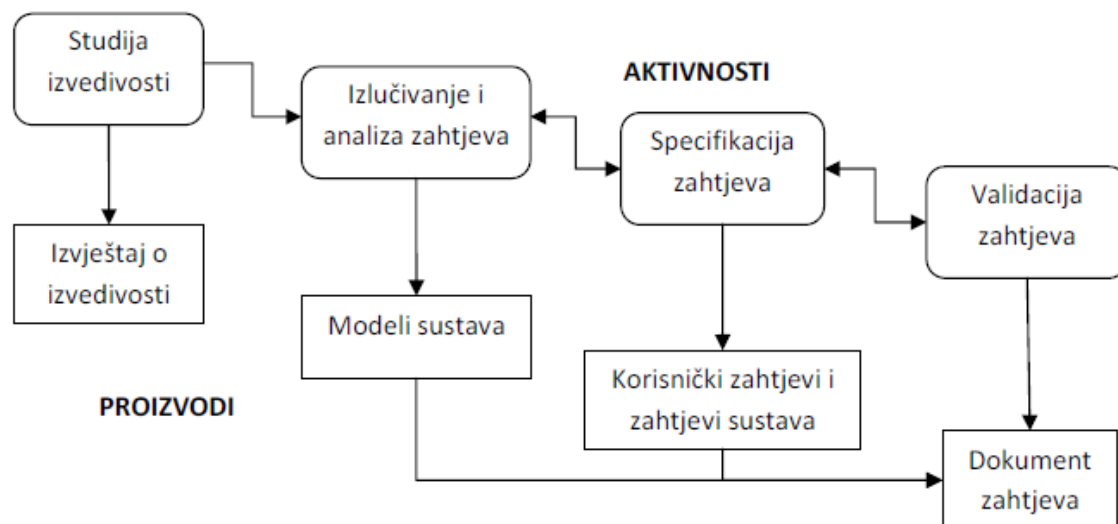 Studija
izvedivosti
AKTIVNOSTI
Izlučivanje i
analiza zahtjeva
Specifikacija
zahtjeva
Validacija
zahtjeva
Izvještaj o
izvedivosti
Modeli sustava
Korisnički zahtjevi i
zahtjevi sustava
PROIZVODI
Dokument
zahtjeva